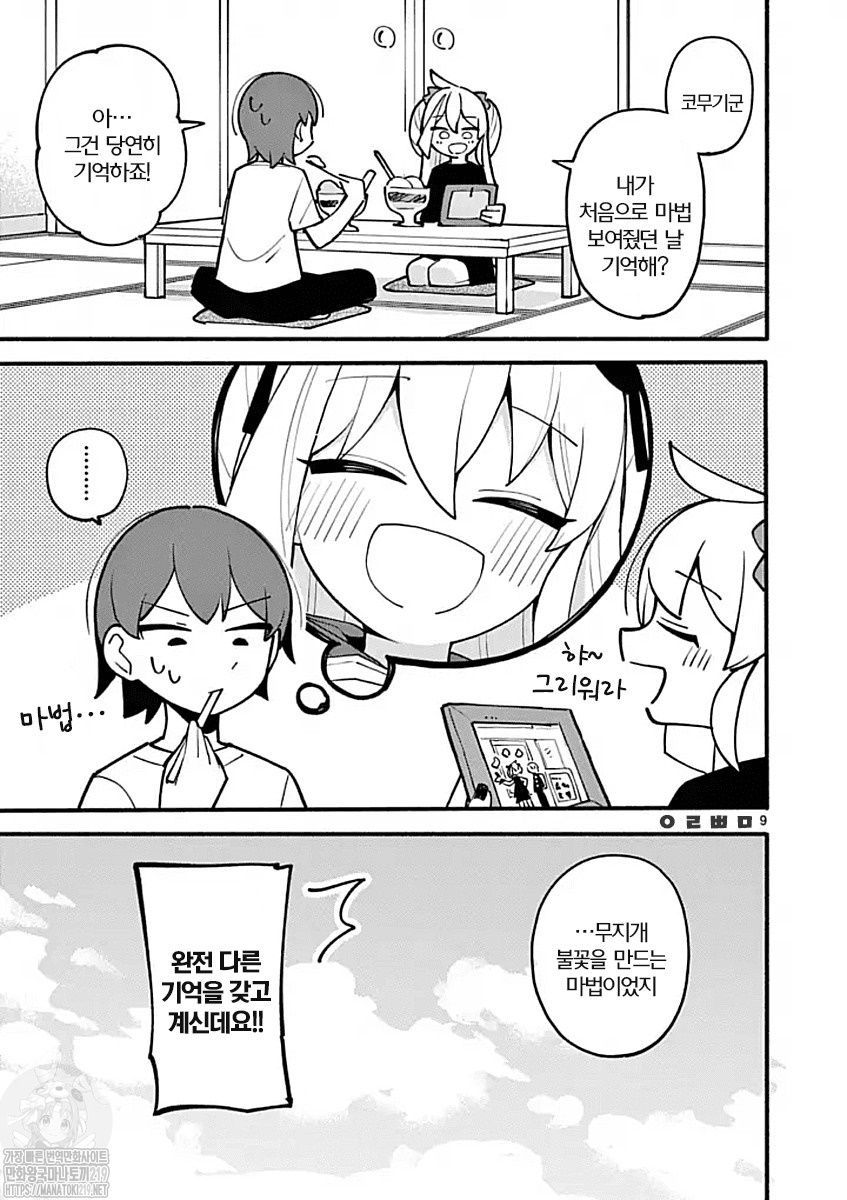 코무기군
내가
처음으로 마법
보여줬던 날
기억해?
아…
그건 당연히
기억하죠!
………
마법…
햐~
그리워라
ㅇㄹㅃㅁ 9
…무지개
불꽃을 만드는
마법이었지
완전 다른
기억을 갖고
계신데요!!
가장 빠른 번역만화사이트
만화왕국마나토끼219
HTTPS://MANATOKI219.NET